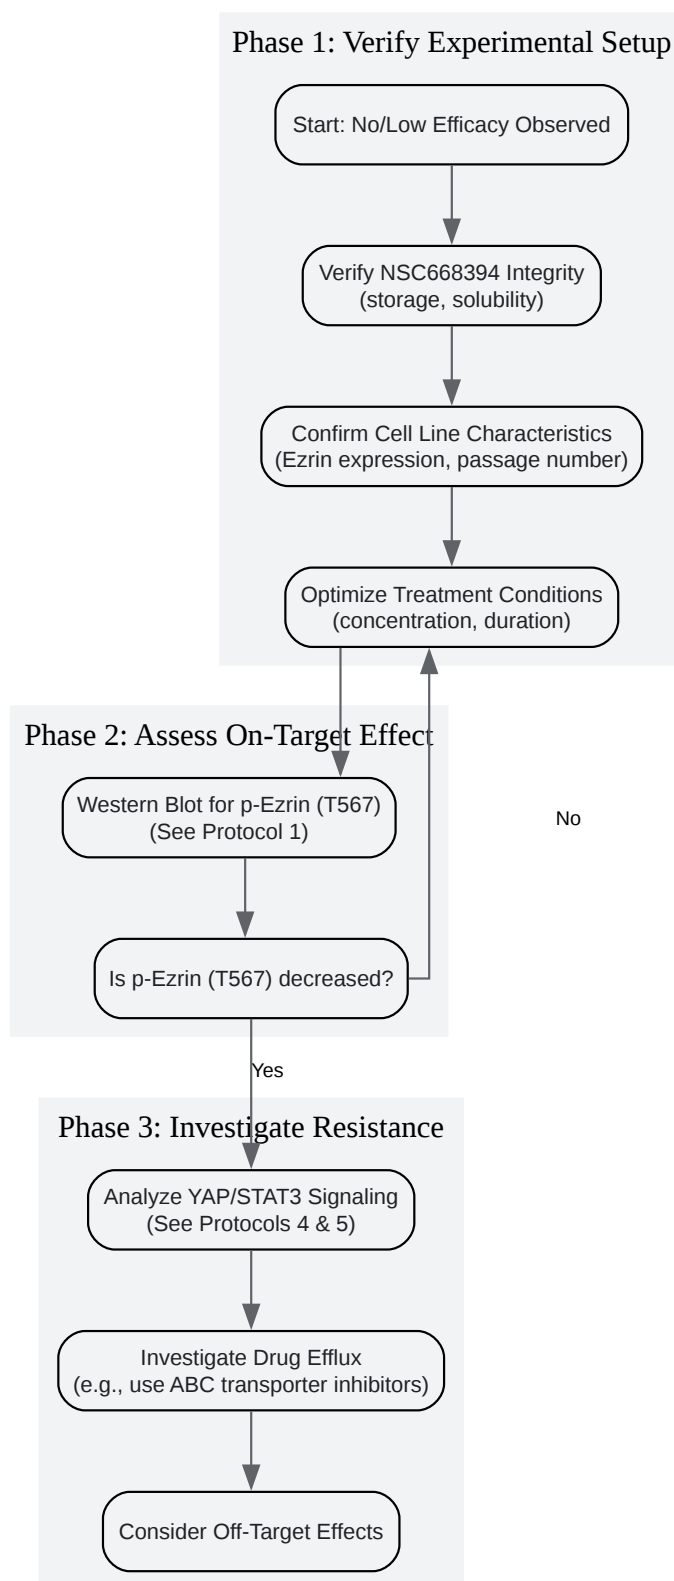 Phase 1: Verify Experimental Setup
Start: No/Low Efficacy Observed
Verify NSC668394 Integrity
(storage, solubility)
Confirm Cell Line Characteristics
(Ezrin expression, passage number)
Optimize Treatment Conditions
(concentration, duration)
Phase 2: Assess On-Target Effect
Western Blot for p-Ezrin (T567)
(See Protocol 1)
No
Is p-Ezrin (T567) decreased?
Yes
Phase 3: Investigate Resistance
Analyze YAP/STAT3 Signaling
(See Protocols 4 & 5)
Investigate Drug Efflux
(e.g., use ABC transporter inhibitors)
Consider Off-Target Effects